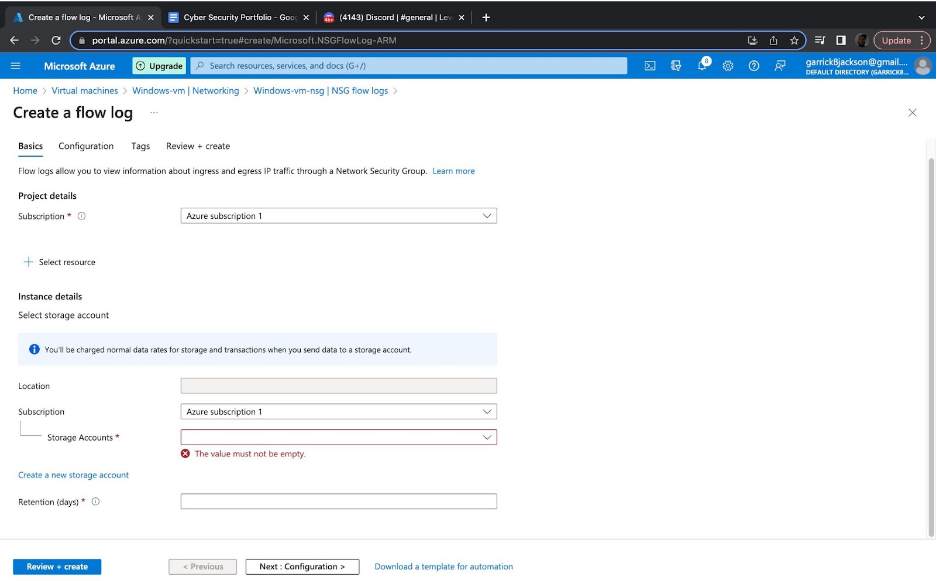 Create a flow log - Microsoft A
Cyber Security Portfolio - Goo
(4143) Discord | #general | Lev
portal.azure.com/?quickstart=true#create/Microsoft.NSGFlowLog-ARM
Update
Microsoft Azure
Upgrade
Search resources, services, and docs (G+/)
8
garrick8jackson@gmail....
DEFAULT DIRECTORY (GARRICK8...
Home > Virtual machines > Windows-vm | Networking > Windows-vm-nsg | NSG flow logs >
Create a flow log ...
Basics Configuration Tags Review + create
Flow logs allow you to view information about ingress and egress IP traffic through a Network Security Group. Learn more
Project details
Subscription * Azure subscription 1
Select resource
Instance details
Select storage account
You'll be charged normal data rates for storage and transactions when you send data to a storage account.
Location
Subscription Azure subscription 1
Storage Accounts *
The value must not be empty.
Create a new storage account
Retention (days) *
Review + create < Previous Next : Configuration > Download a template for automation